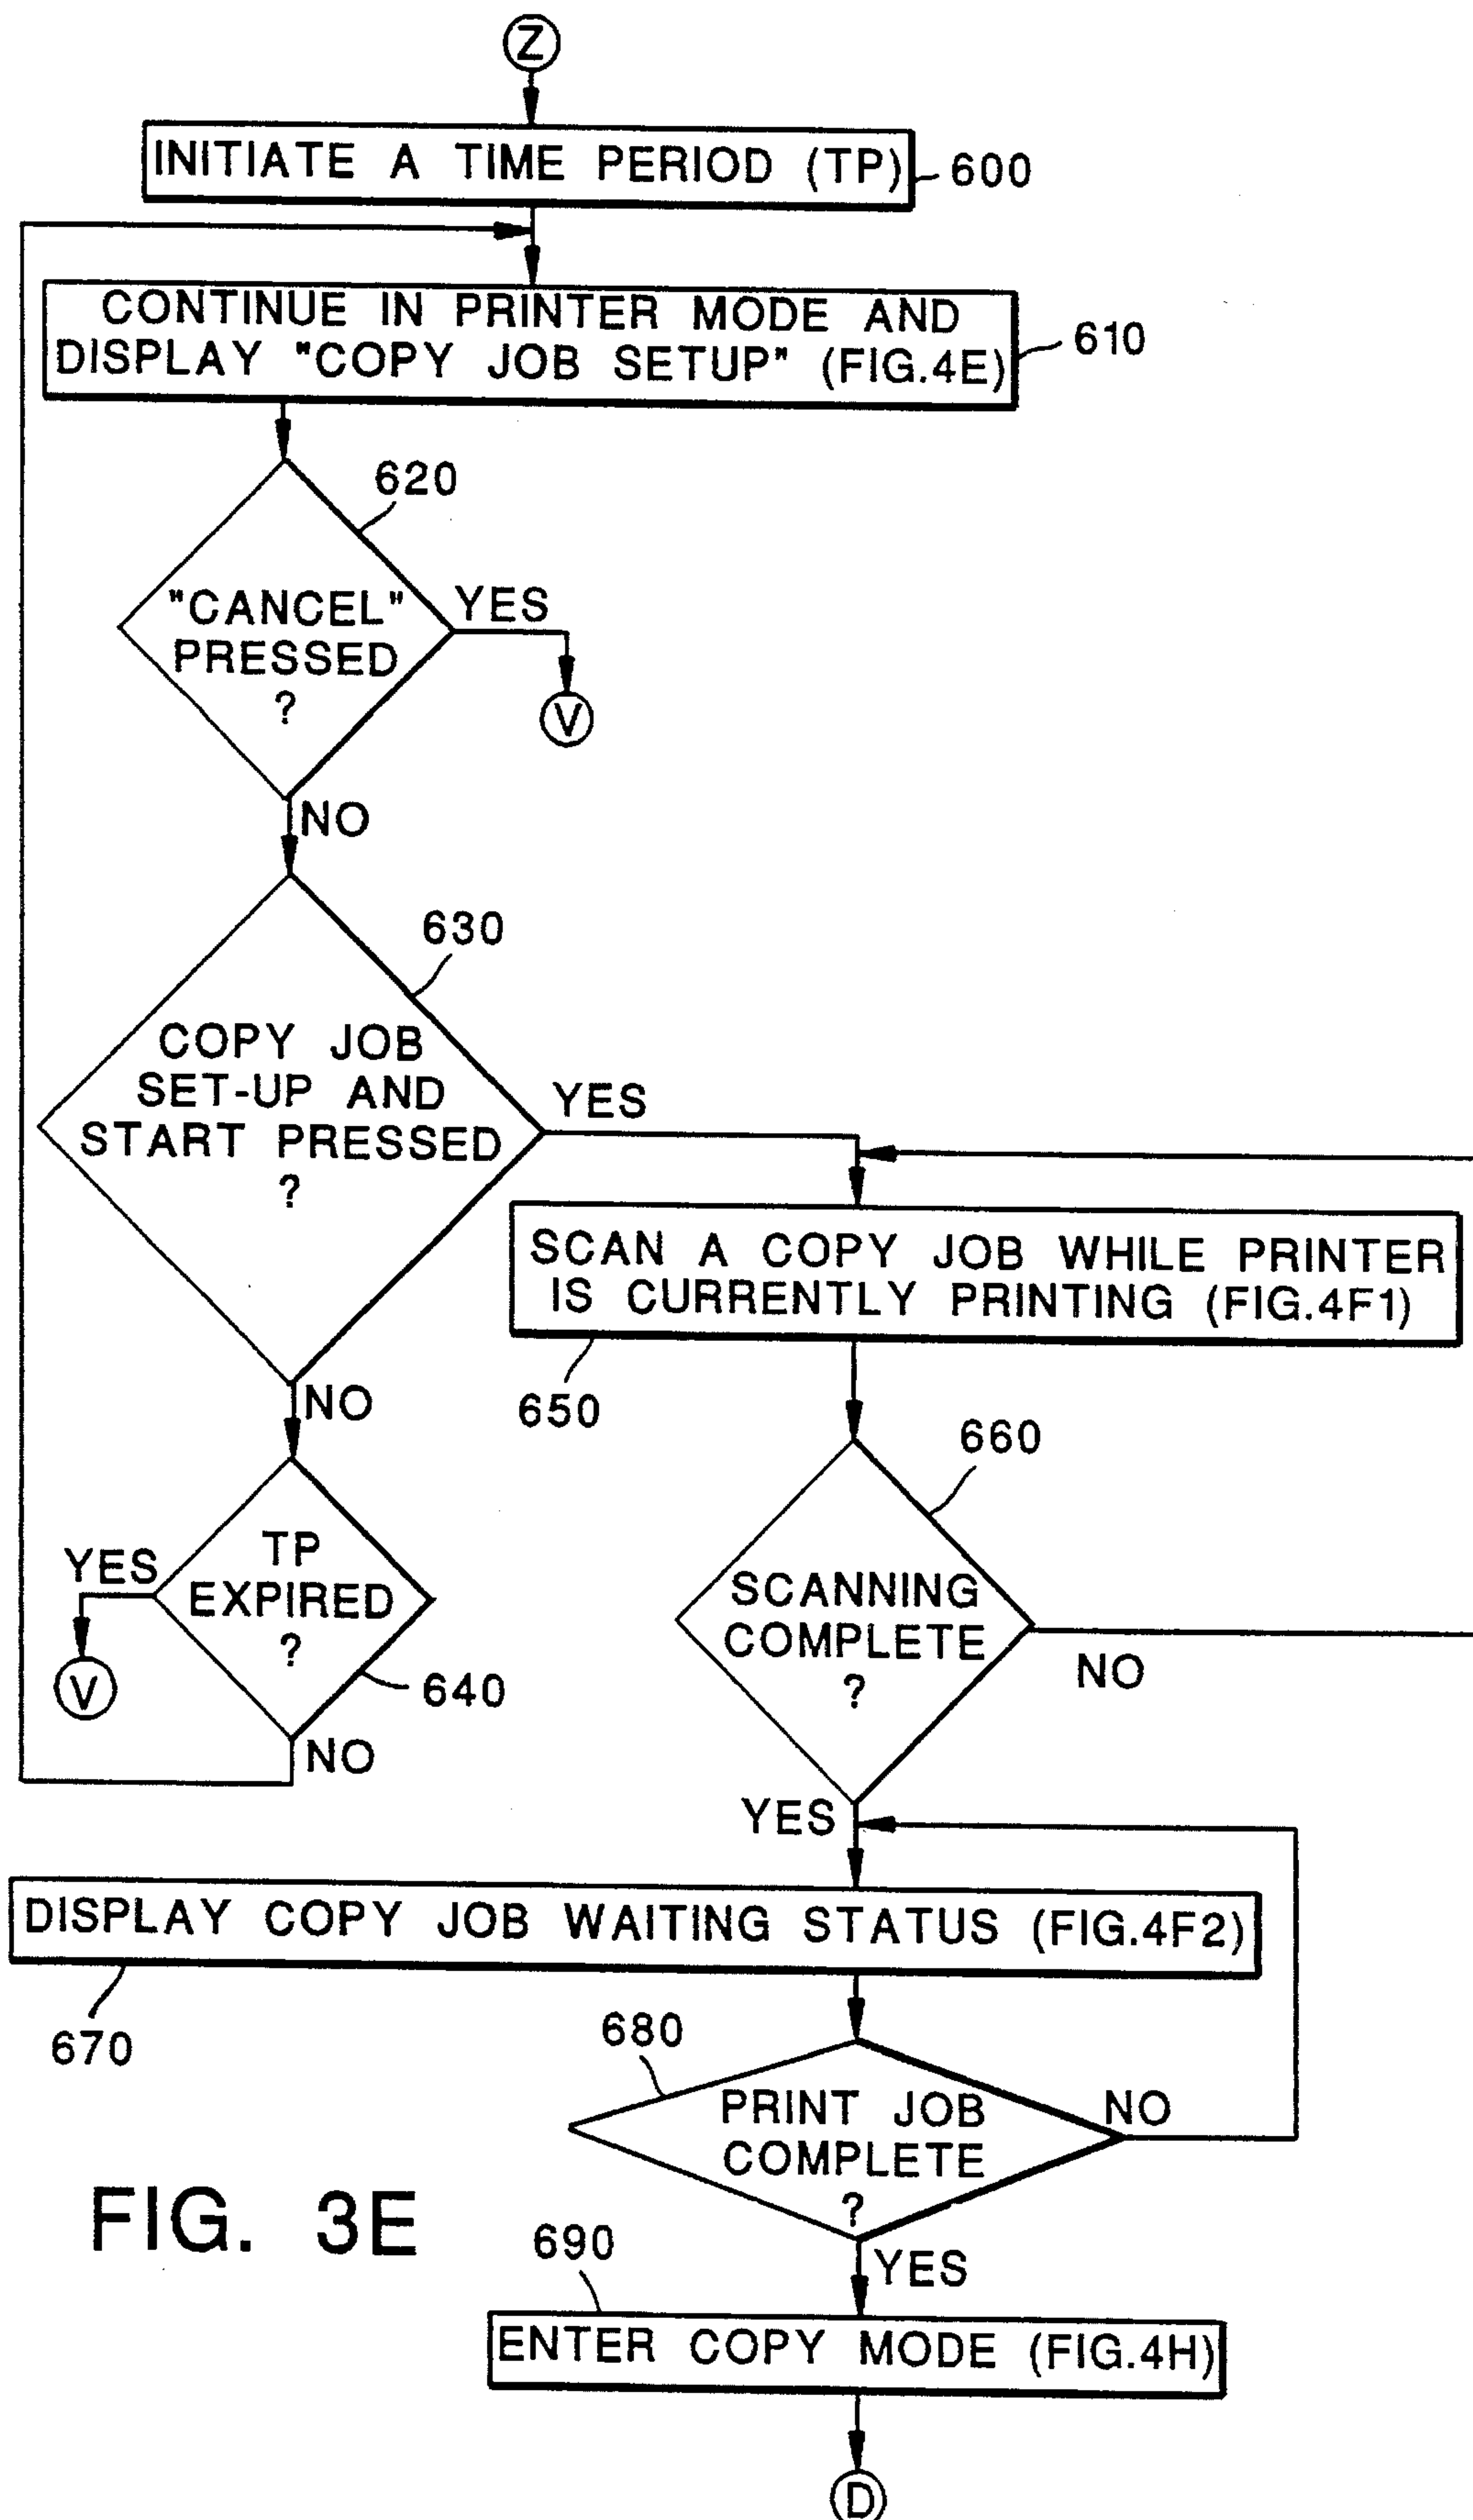 Z
INITIATE A TIME PERIOD (TP)
600
CONTINUE IN PRINTER MODE AND
DISPLAY "COPY JOB SETUP" (FIG.4E)
610
620
"CANCEL"
PRESSED
?
YES
V
NO
630
COPY JOB
SET-UP AND
START PRESSED
?
YES
NO
SCAN A COPY JOB WHILE PRINTER
IS CURRENTLY PRINTING (FIG.4F1)
650
TP
EXPIRED
?
YES
V
640
NO
660
SCANNING
COMPLETE
?
NO
YES
DISPLAY COPY JOB WAITING STATUS (FIG.4F2)
670
680
PRINT JOB
COMPLETE
?
NO
YES
690
ENTER COPY MODE (FIG.4H)
D
FIG. 3E